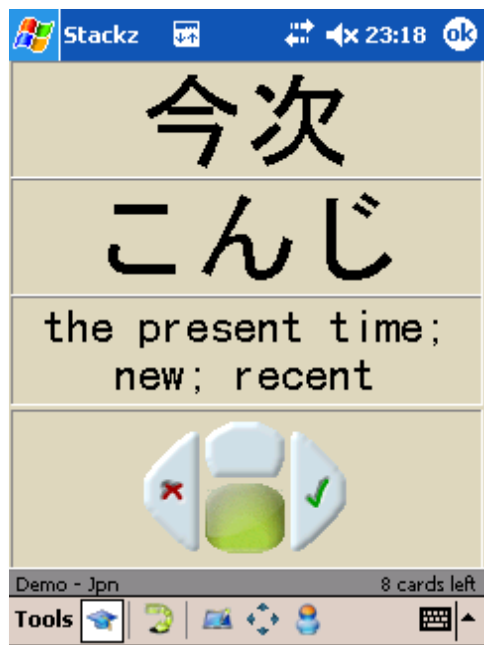 Stackz 23:18 ok
今次
こんじ
the present time;
new; recent
Demo - Jpn 8 cards left
Tools